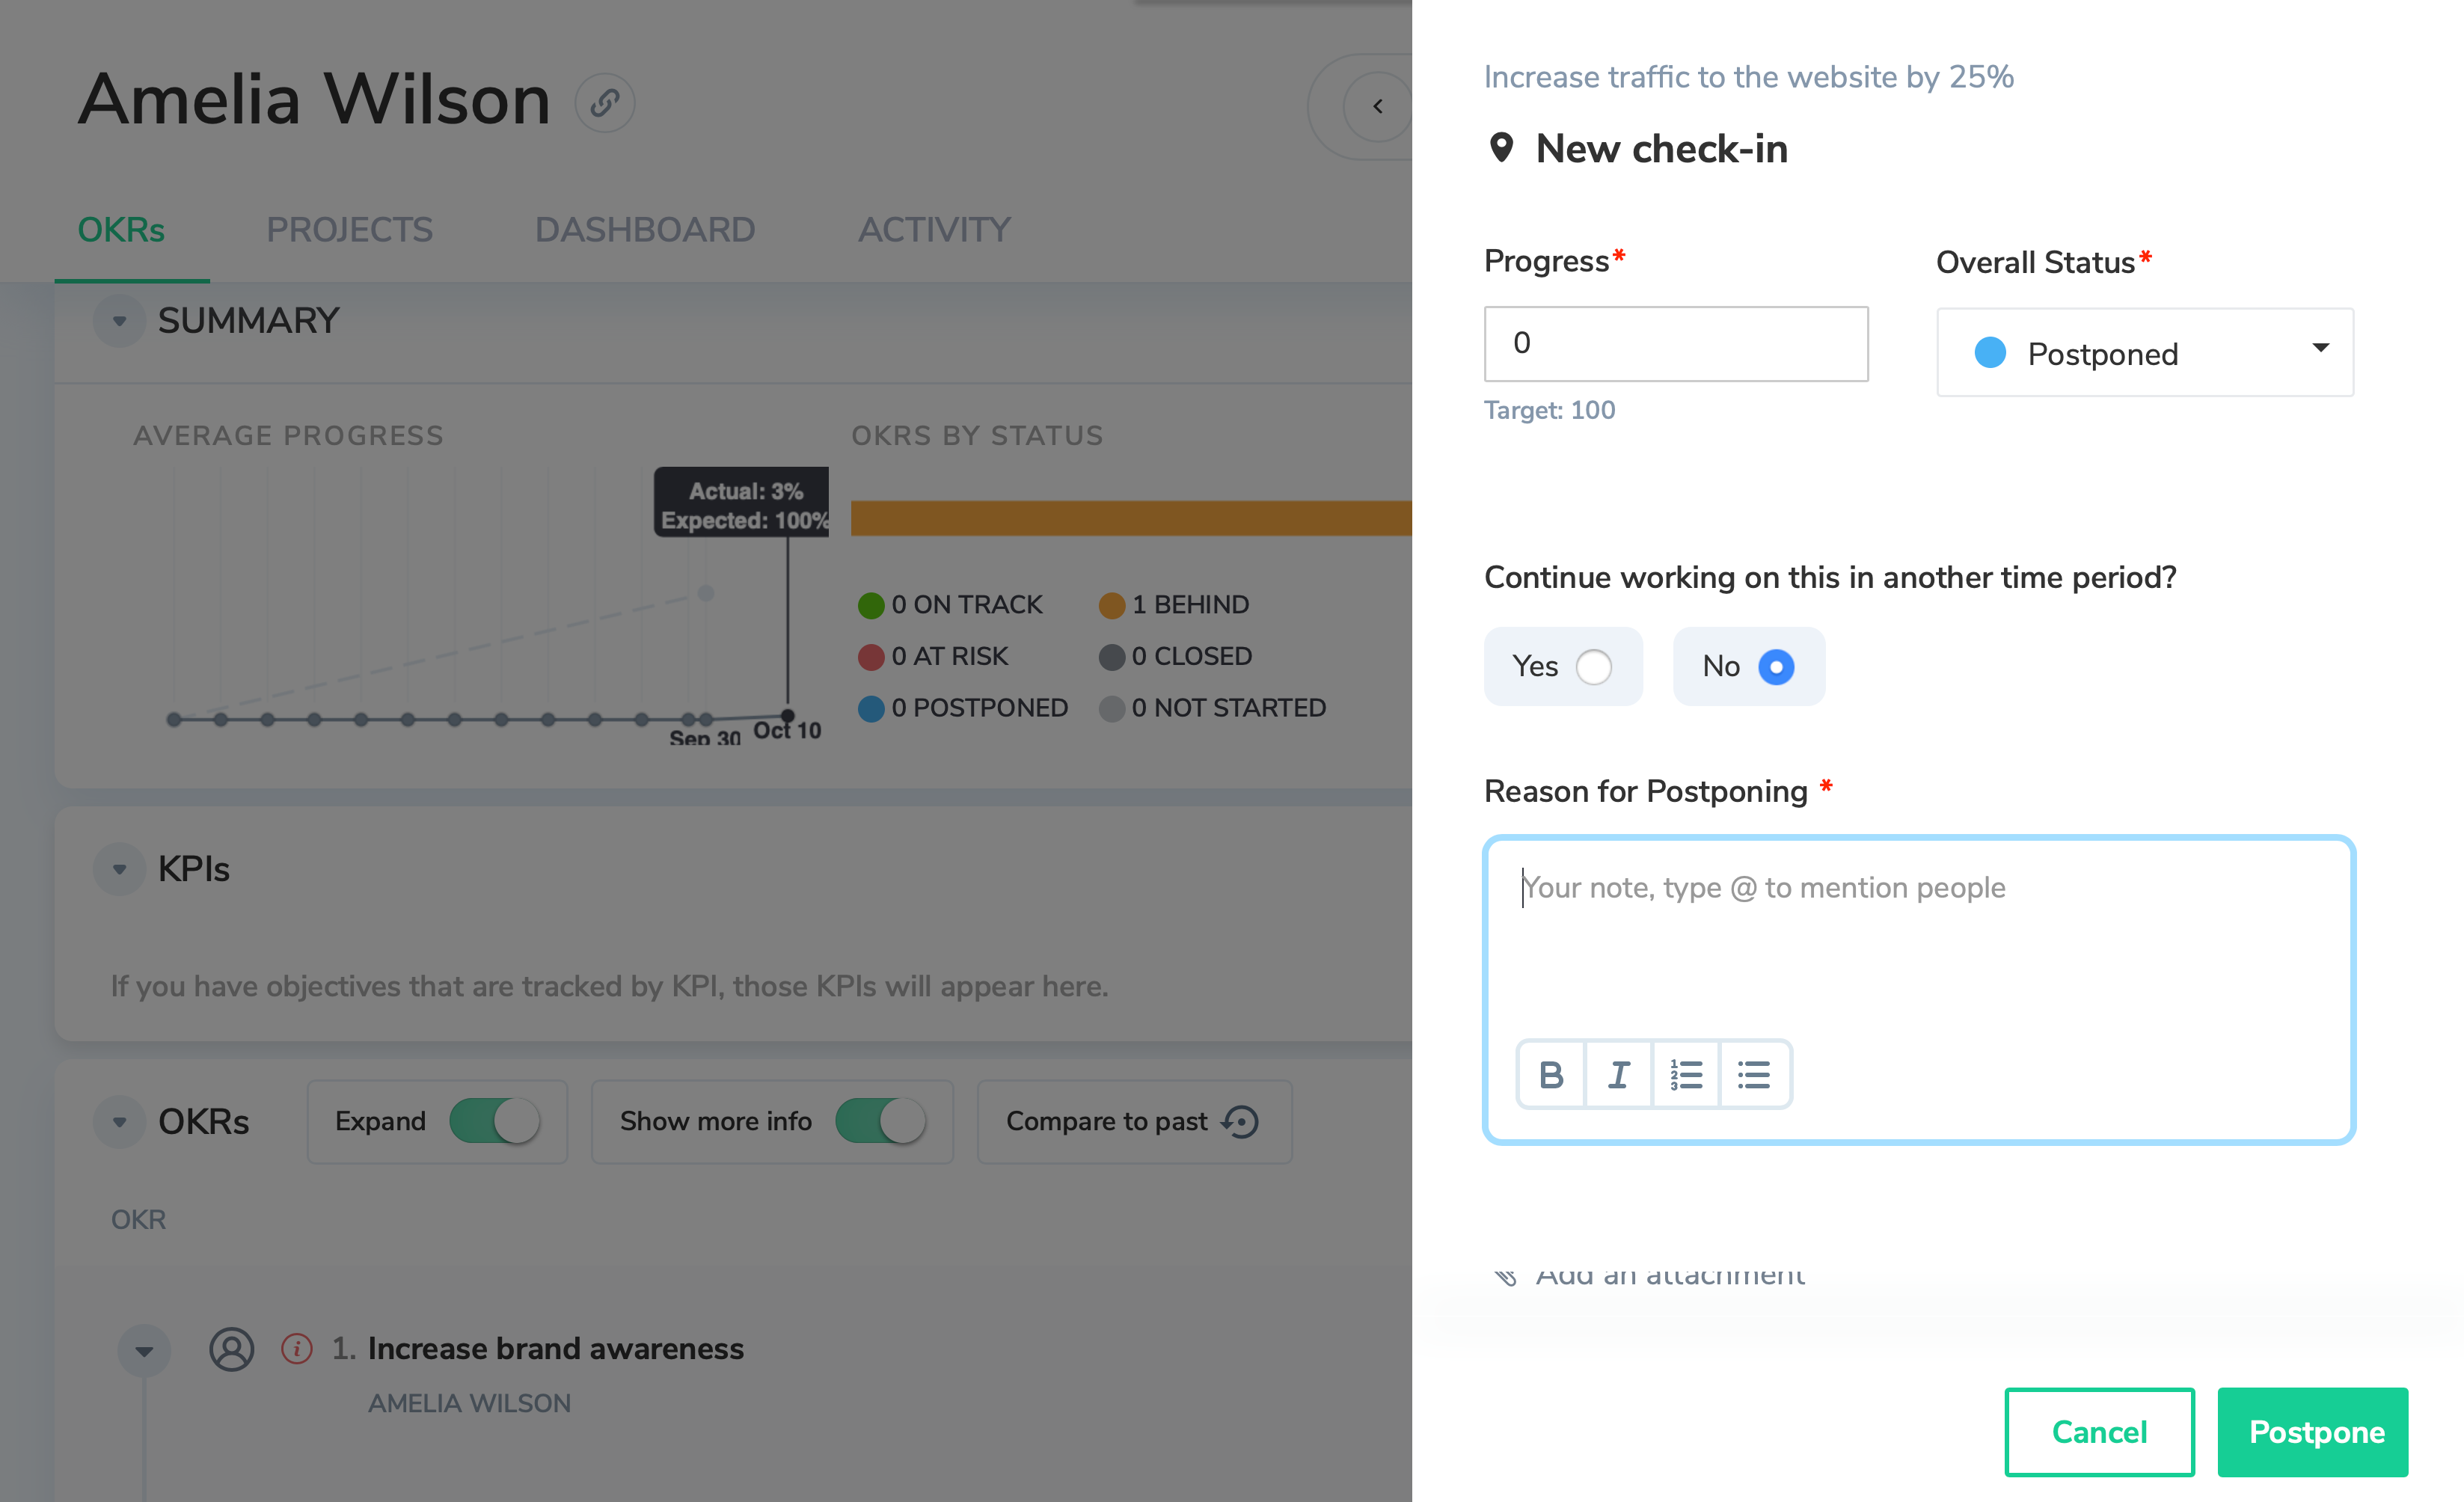 Amelia Wilson
OKRs PROJECTS DASHBOARD ACTIVITY
SUMMARY
AVERAGE PROGRESS
Actual: 3%
Expected: 100%
Sep 30 Oct 10
OKRS BY STATUS
0 ON TRACK 1 BEHIND
0 AT RISK 0 CLOSED
0 POSTPONED 0 NOT STARTED
KPIs
If you have objectives that are tracked by KPI, those KPIs will appear here.
OKRs Expand Show more info Compare to past
OKR
1. Increase brand awareness
AMELIA WILSON
Increase traffic to the website by 25%
New check-in
Progress* Overall Status*
0 Postponed
Target: 100
Continue working on this in another time period?
Yes No
Reason for Postponing *
Your note, type @ to mention people
Add an attachment
Cancel Postpone